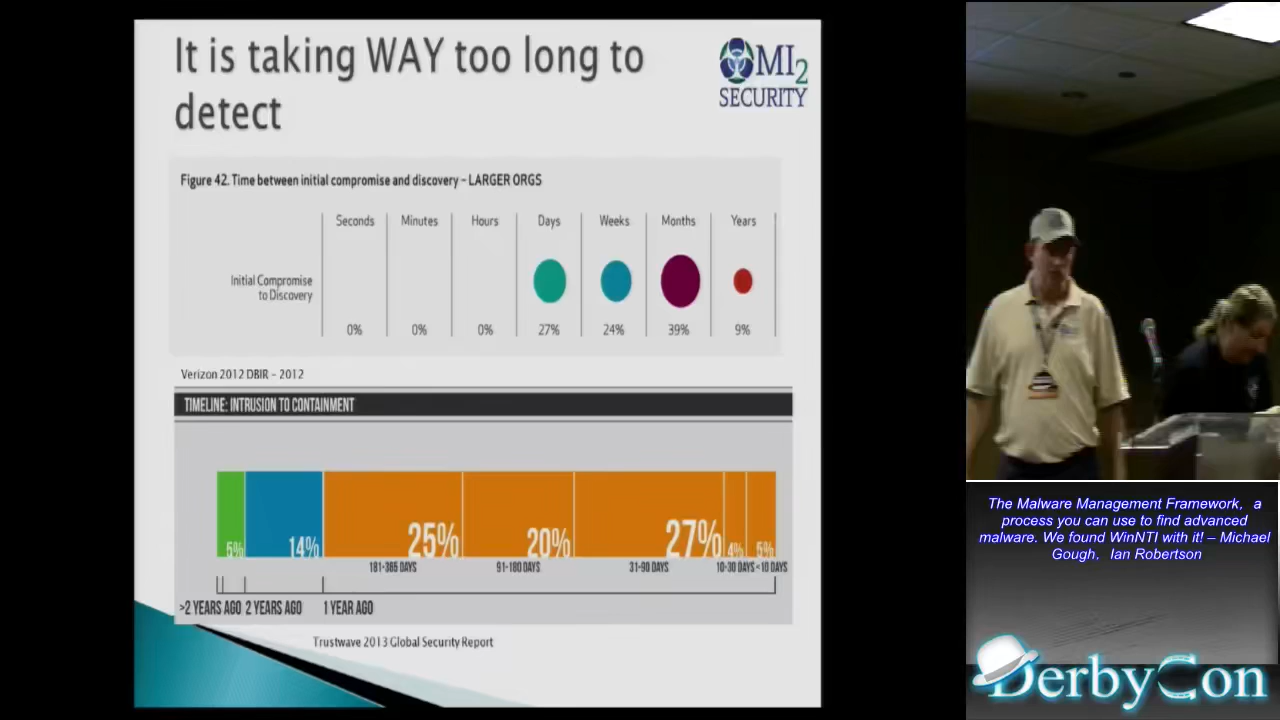 It is taking WAY too long to
detect
MI2
SECURITY
Figure 42. Time between initial compromise and discovery – LARGER ORGS
Seconds Minutes Hours Days Weeks Months Years
Initial Compromise
to Discovery
0% 0% 0% 27% 24% 39% 9%
Verizon 2012 DBIR – 2012
TIMELINE: INTRUSION TO CONTAINMENT
5% 14% 25% 20% 27% 4% 5%
181-365 DAYS 91-180 DAYS 31-90 DAYS 10-30 DAYS <10 DAYS
>2 YEARS AGO 2 YEARS AGO 1 YEAR AGO
Trustwave 2013 Global Security Report
The Malware Management Framework, a
process you can use to find advanced
malware. We found WinNTI with it! – Michael
Gough, Ian Robertson
DerbyCon